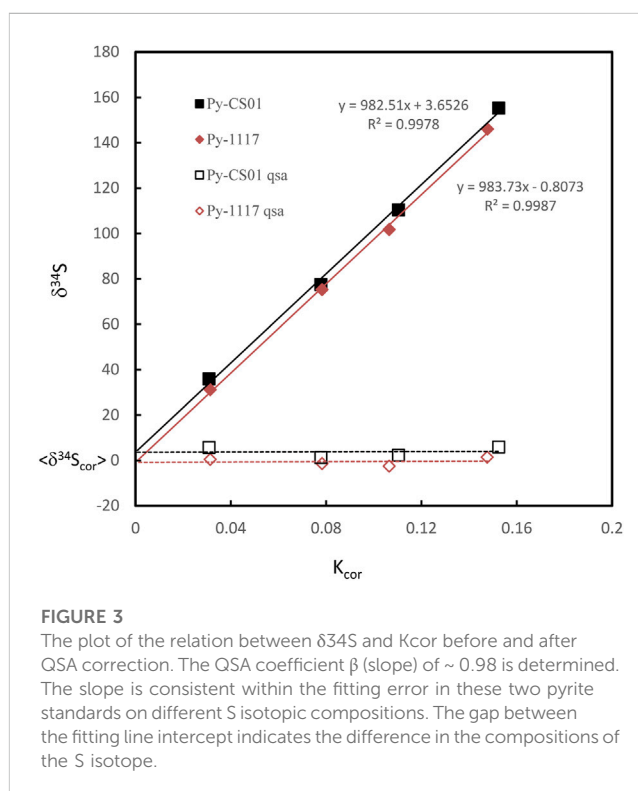 180
160
140
120
100
80
60
40
20
0
-20
<δ³⁴Scor>
δ³⁴S
Py-CS01
Py-1117
Py-CS01 qsa
Py-1117 qsa
y = 982.51x + 3.6526
R² = 0.9978
y = 983.73x - 0.8073
R² = 0.9987
0 0.04 0.08 0.12 0.16 0.2
Kcor
FIGURE 3
The plot of the relation between δ34S and Kcor before and after
QSA correction. The QSA coefficient β (slope) of ~ 0.98 is determined.
The slope is consistent within the fitting error in these two pyrite
standards on different S isotopic compositions. The gap between
the fitting line intercept indicates the difference in the compositions of
the S isotope.